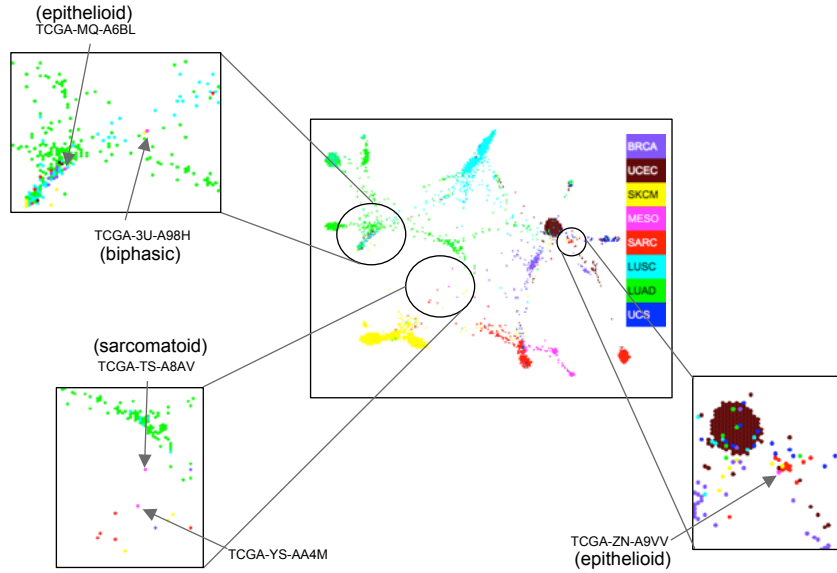 (epithelioid)
TCGA-MQ-A6BL
TCGA-3U-A98H
(biphasic)
BRCA
UCEC
SKCM
MESO
SARC
LUSC
LUAD
UCS
(sarcomatoid)
TCGA-TS-A8AV
TCGA-YS-AA4M
TCGA-ZN-A9VV
(epithelioid)